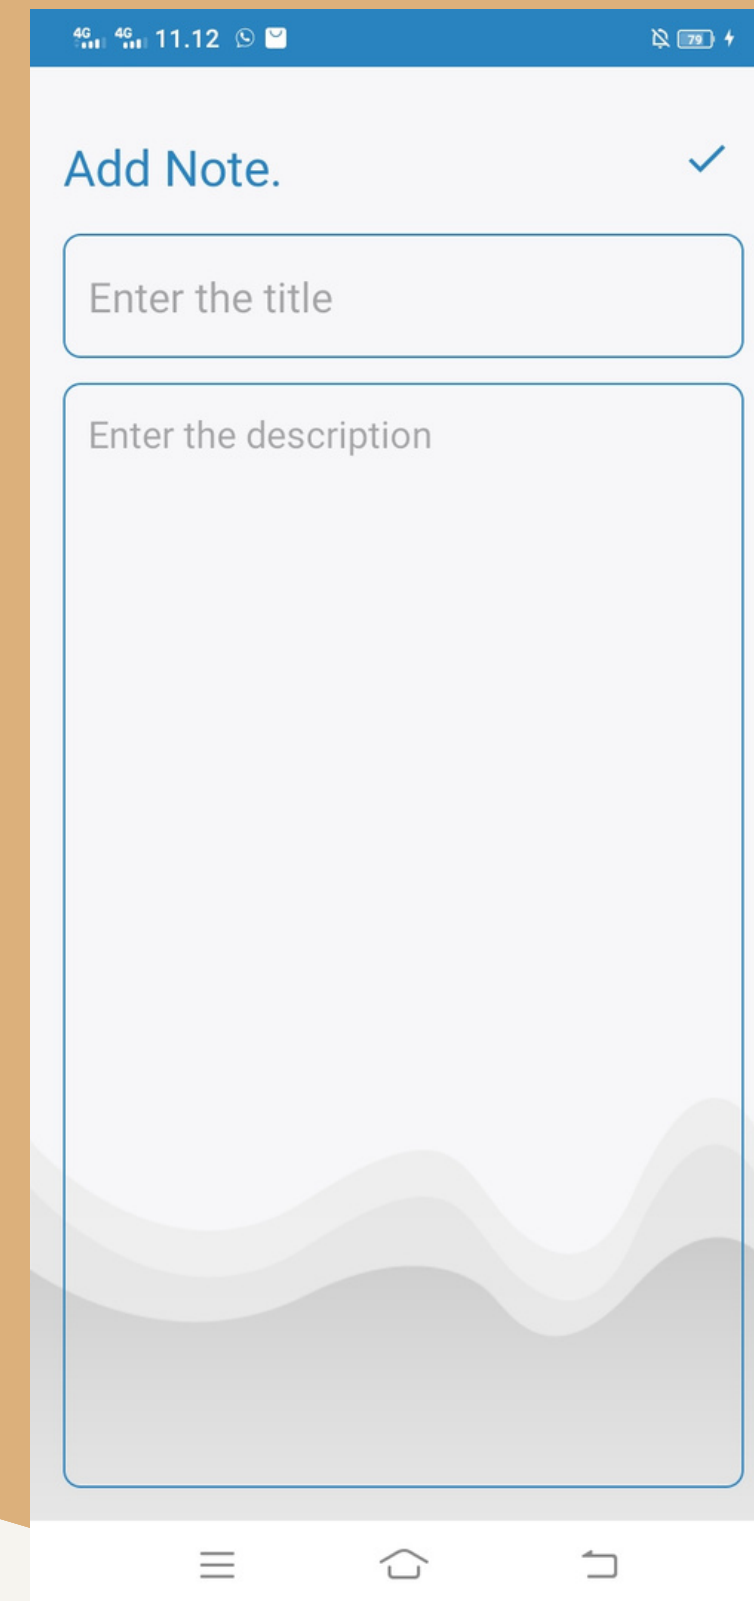 4G 4G 11.12 79
Add Note.
Enter the title
Enter the description